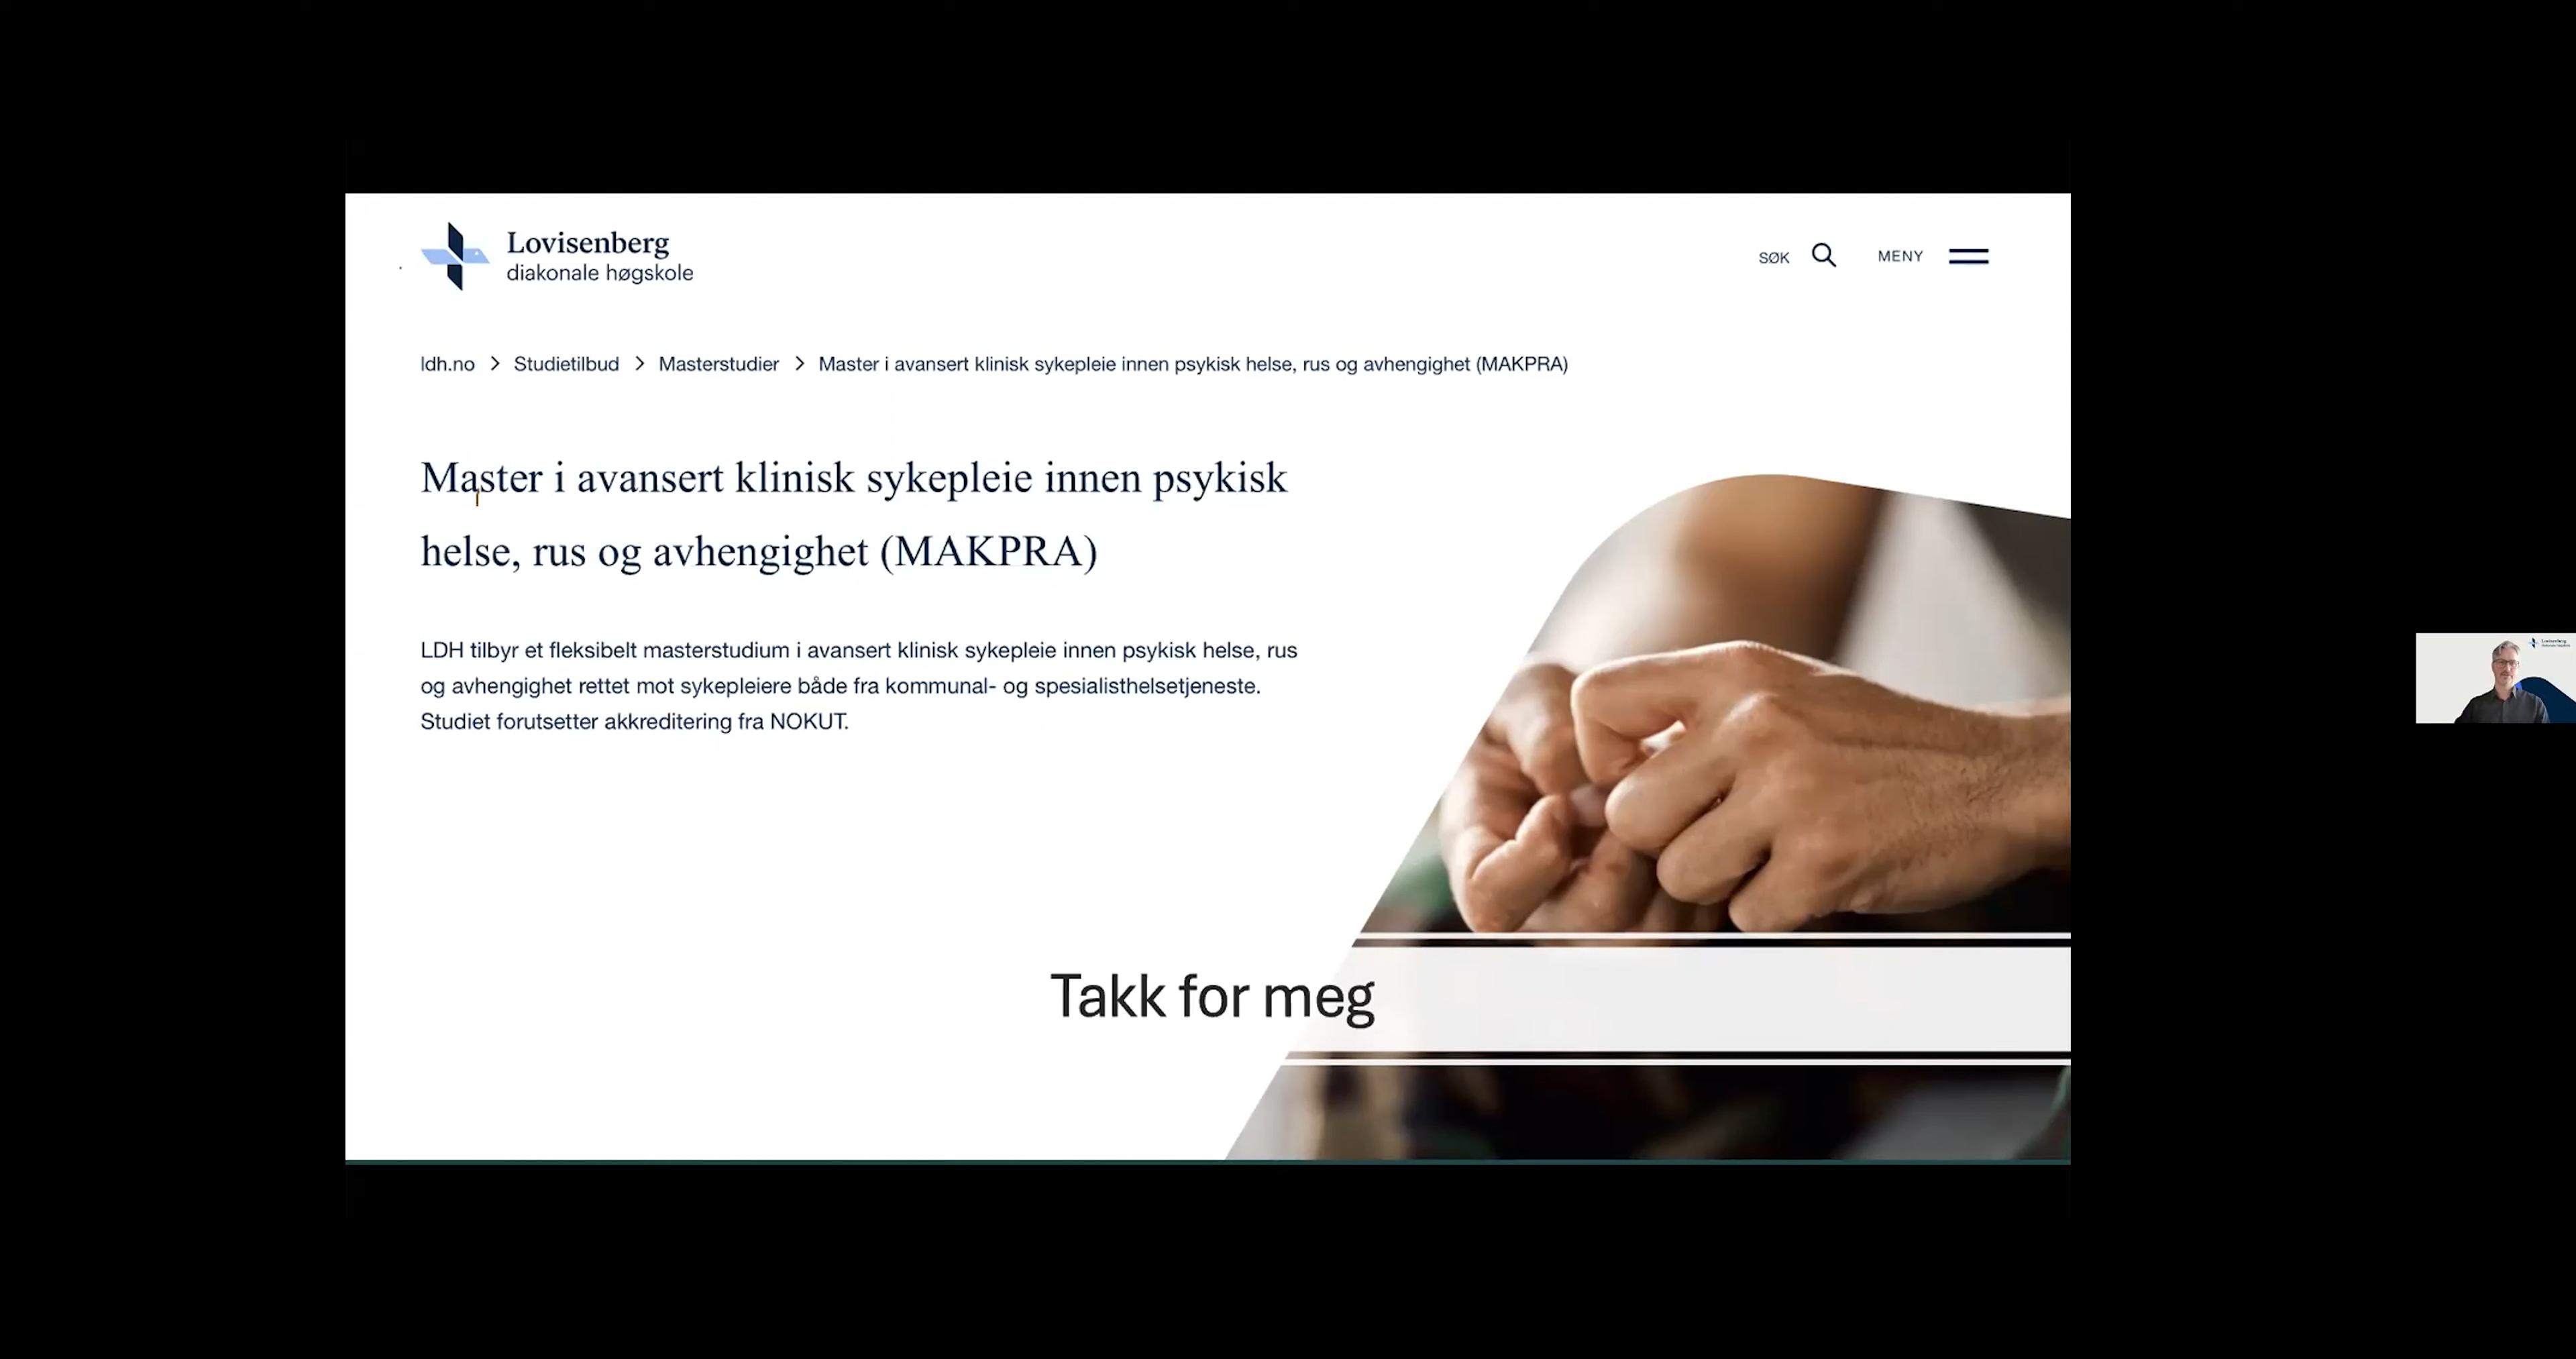 Lovisenberg
diakonale høgskole
SØK
MENY
ldh.no > Studietilbud > Masterstudier > Master i avansert klinisk sykepleie innen psykisk helse, rus og avhengighet (MAKPRA)
Master i avansert klinisk sykepleie innen psykisk
helse, rus og avhengighet (MAKPRA)
LDH tilbyr et fleksibelt masterstudium i avansert klinisk sykepleie innen psykisk helse, rus
og avhengighet rettet mot sykepleiere både fra kommunal- og spesialisthelsetjeneste.
Studiet forutsetter akkreditering fra NOKUT.
Takk for meg